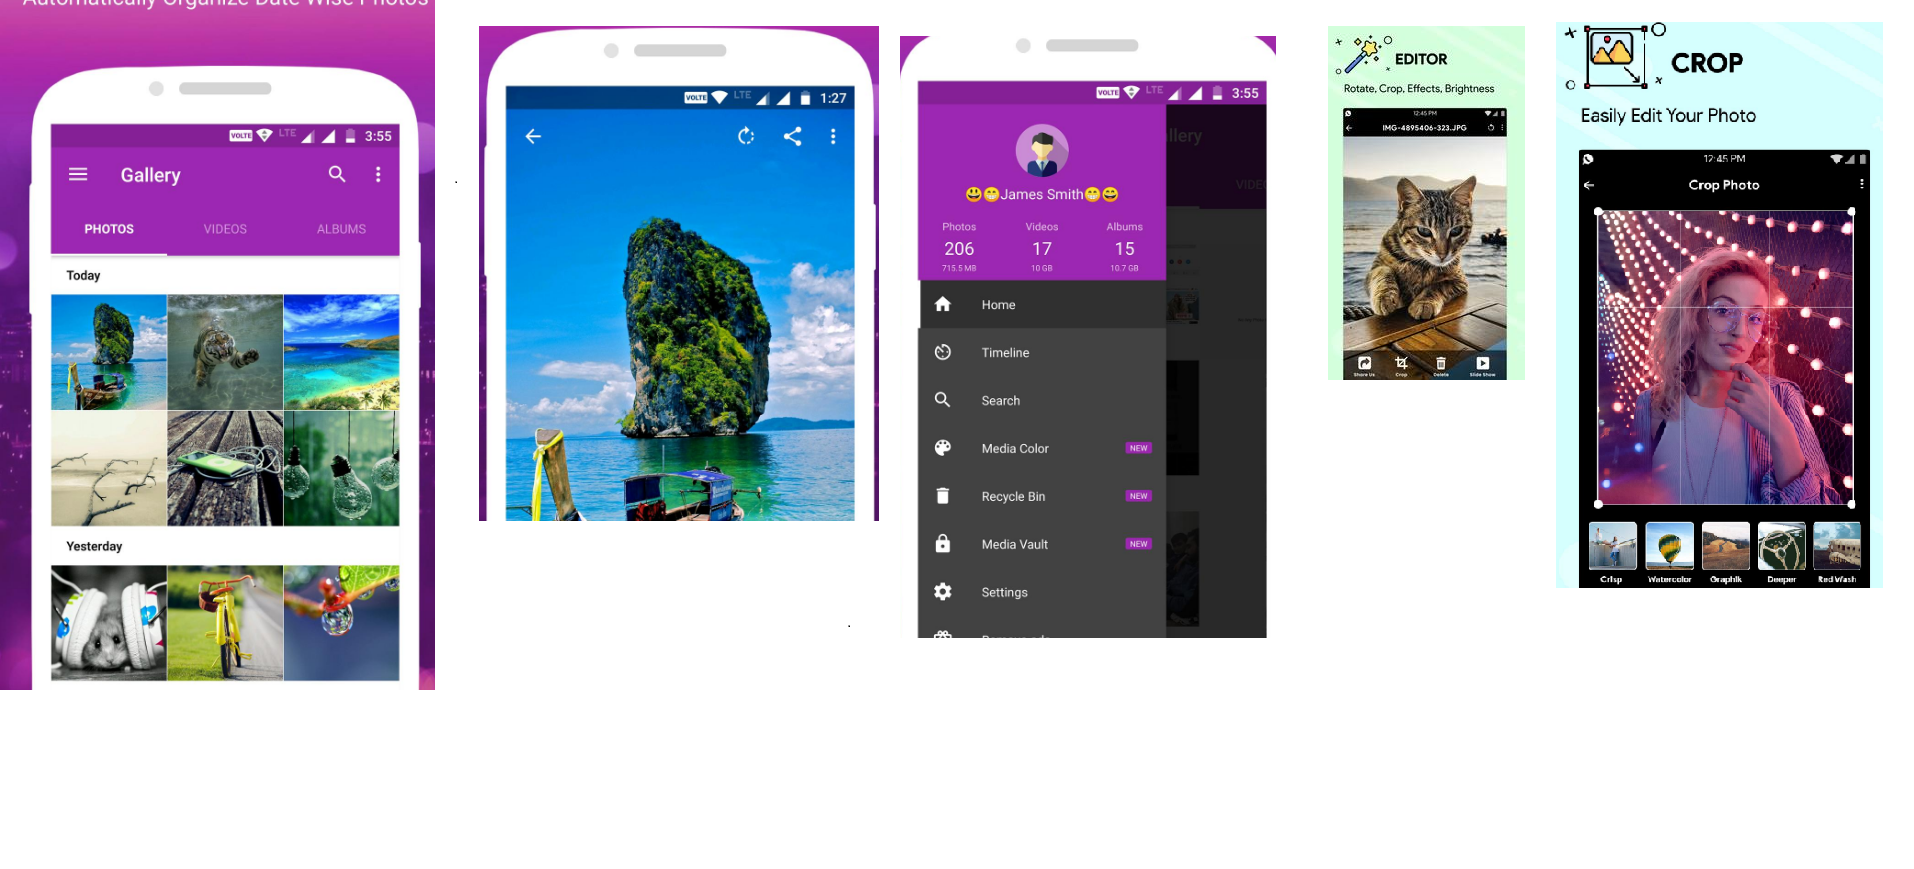 Automatically Organize Date Wise Photos
VOLTE LTE 3:55
Gallery
PHOTOS VIDEOS ALBUMS
Today
Yesterday
VOLTE LTE 1:27
VOLTE LTE 3:55
llery
VIDE
😃😁James Smith😁😄
Photos Videos Albums
206 17 15
715.5 MB 10 GB 10.7 GB
Home
Timeline
Search
Media Color NEW
Recycle Bin NEW
Media Vault NEW
Settings
EDITOR
Rotate, Crop, Effects, Brightness
12:45 PM
IMG-4895406-323.JPG
Share Us Crop Delete Slide Show
CROP
Easily Edit Your Photo
12:45 PM
Crop Photo
Crisp Watercolor Graphik Deeper Red Wash